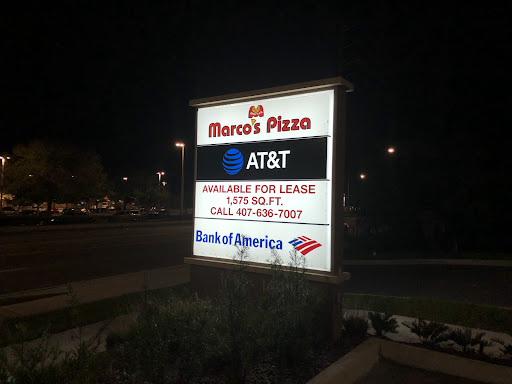 Marco's Pizza
AT&T
AVAILABLE FOR LEASE
1,575 SQ.FT.
CALL 407-636-7007
Bank of America